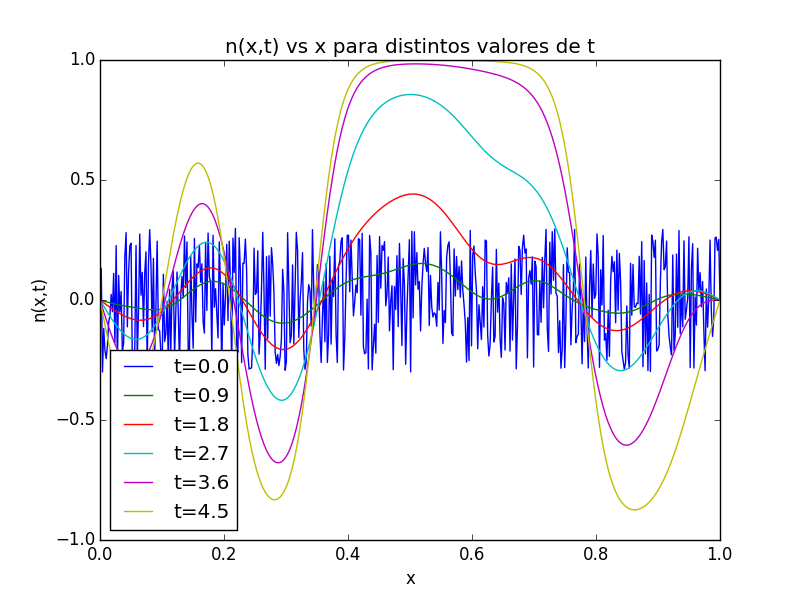 n(x,t) vs x para distintos valores de t
1.0
0.5
0.0
−0.5
−1.0
n(x,t)
t=0.0
t=0.9
t=1.8
t=2.7
t=3.6
t=4.5
0.0 0.2 0.4 0.6 0.8 1.0
x